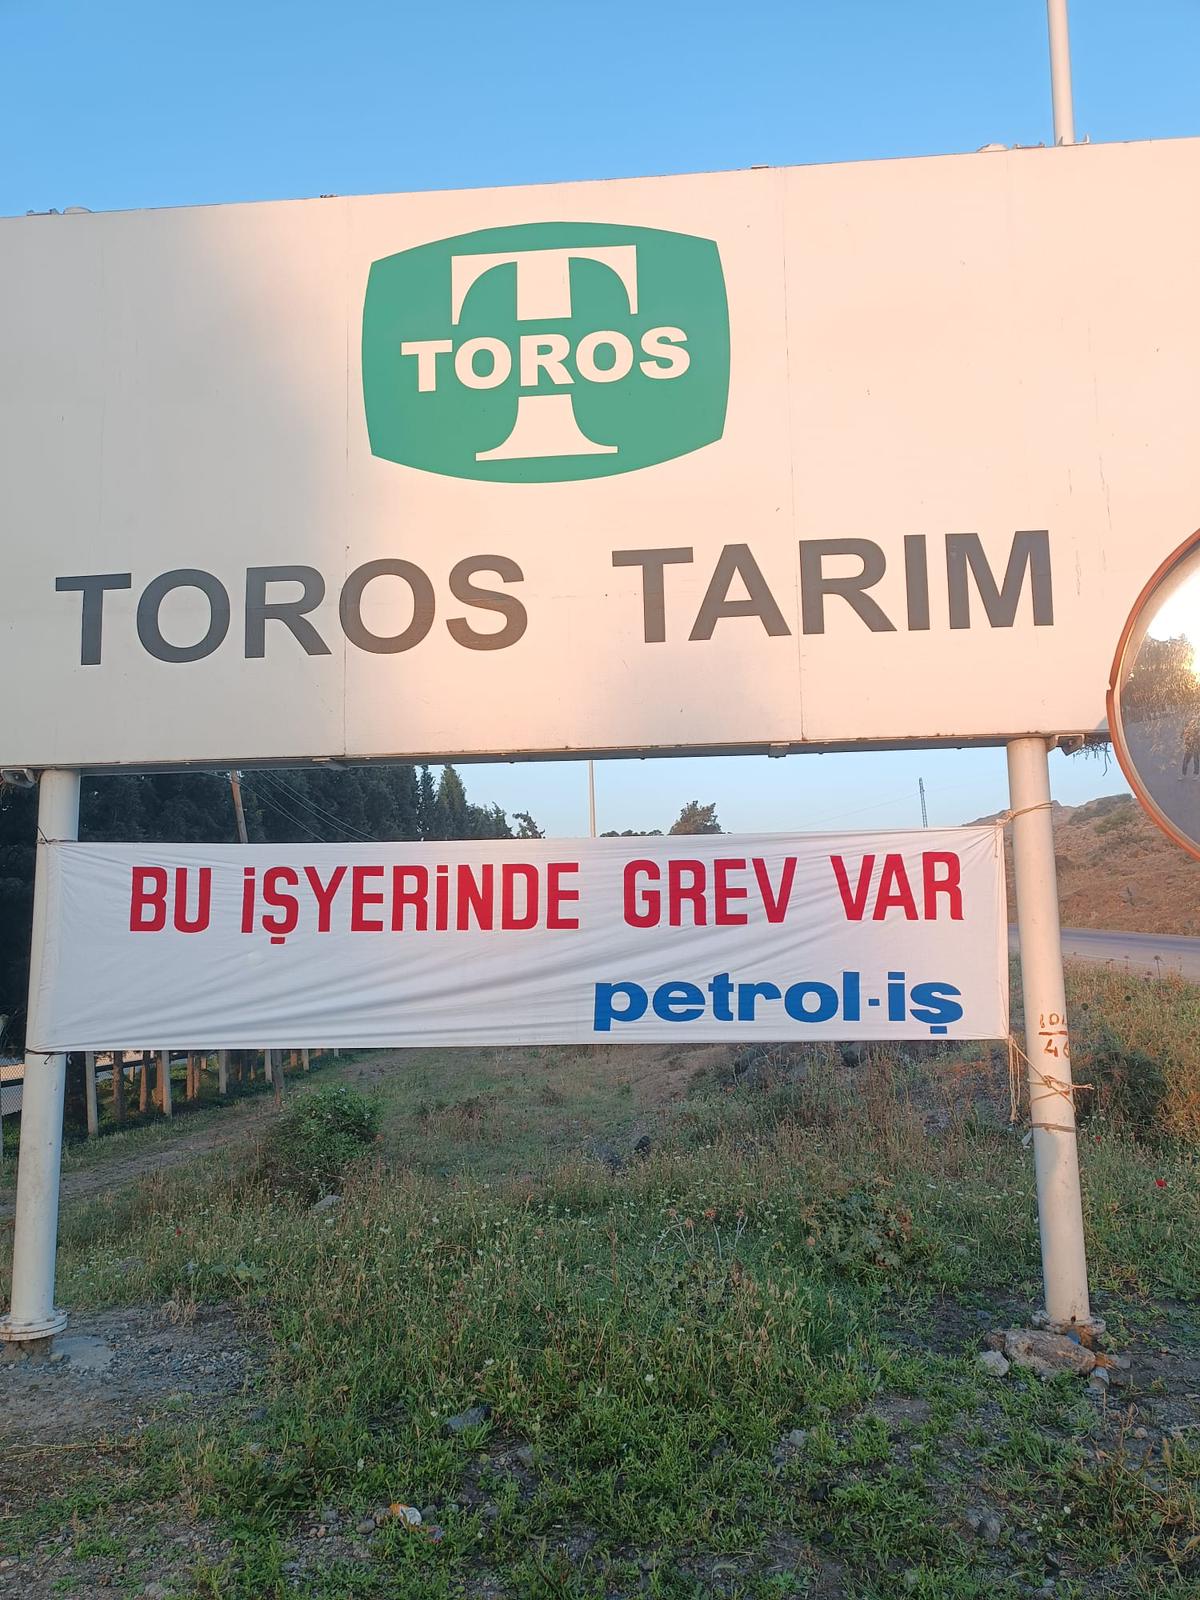 TOROS
TOROS TARIM
BU İŞYERİNDE GREV VAR
petrol-iş